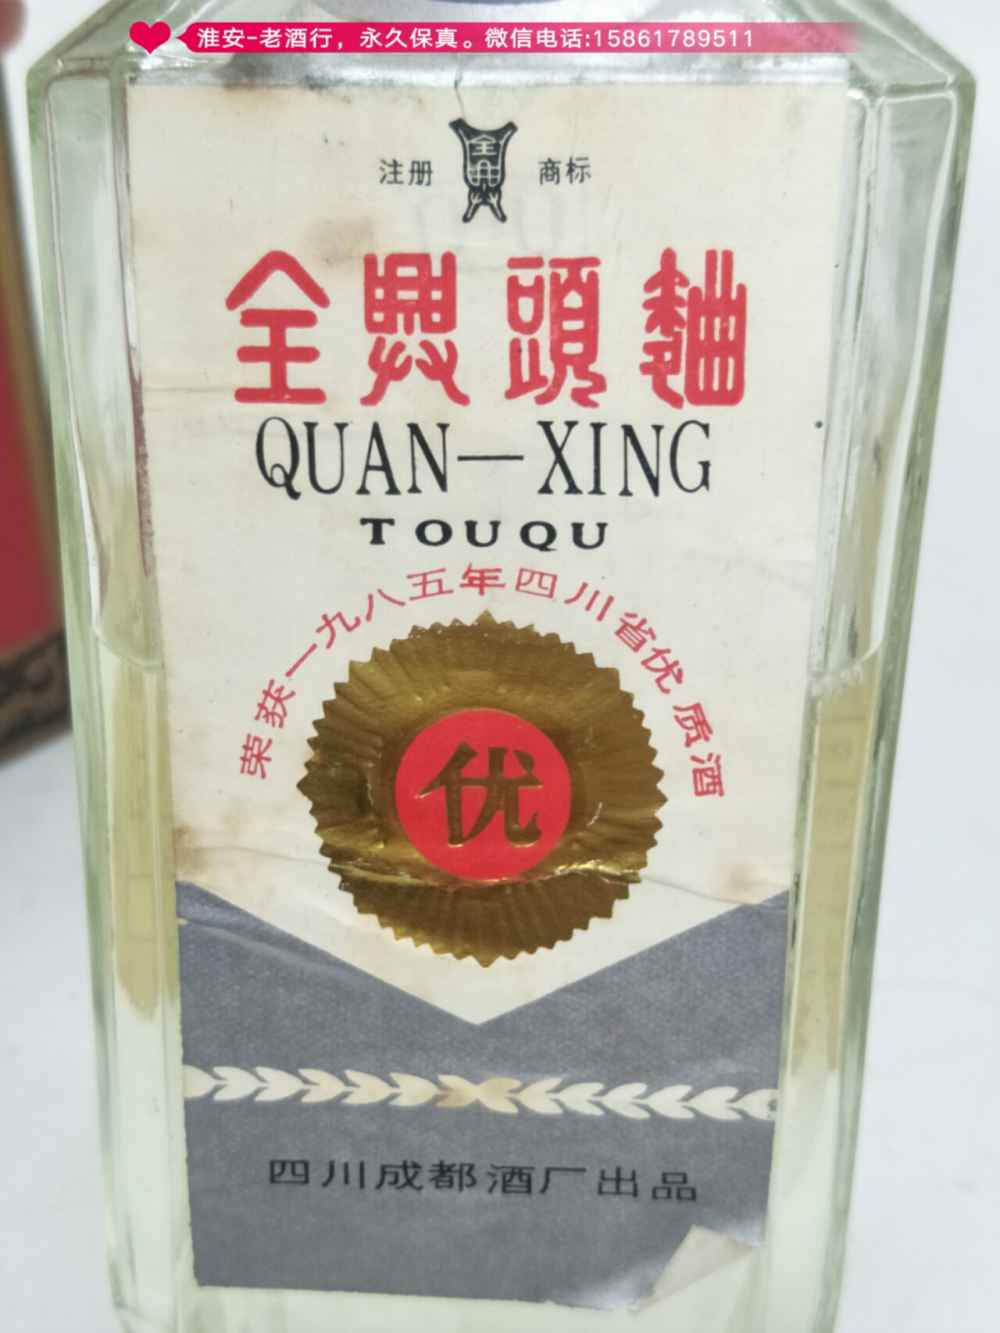 淮安-老酒行，永久保真。微信电话:15861789511
注册 全兴 商标
全興頭麯
QUAN—XING
TOUQU
荣获一九八五年四川省优质酒
优
四川成都酒厂出品